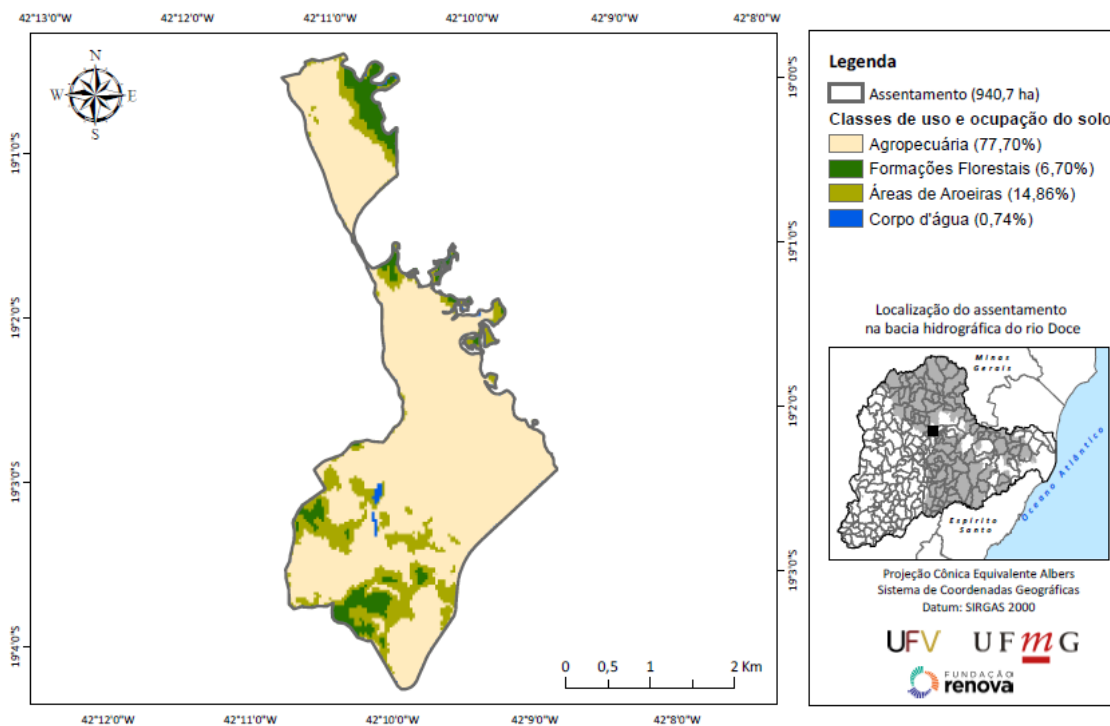 42°13'0"W 42°12'0"W 42°11'0"W 42°10'0"W 42°9'0"W 42°8'0"W
N
W E
S
19°0'0"S
19°1'0"S
19°1'0"S
19°2'0"S
19°2'0"S
19°3'0"S
19°3'0"S
19°4'0"S
0 0,5 1 2 Km
42°12'0"W 42°11'0"W 42°10'0"W 42°9'0"W 42°8'0"W
Legenda
Assentamento (940,7 ha)
Classes de uso e ocupação do solo
Agropecuária (77,70%)
Formações Florestais (6,70%)
Áreas de Aroeiras (14,86%)
Corpo d'água (0,74%)
Localização do assentamento
na bacia hidrográfica do rio Doce
Minas
Gerais
Oceano Atlântico
Espírito
Santo
Projeção Cônica Equivalente Albers
Sistema de Coordenadas Geográficas
Datum: SIRGAS 2000
UFV UFmG
FUNDAÇÃO
renova